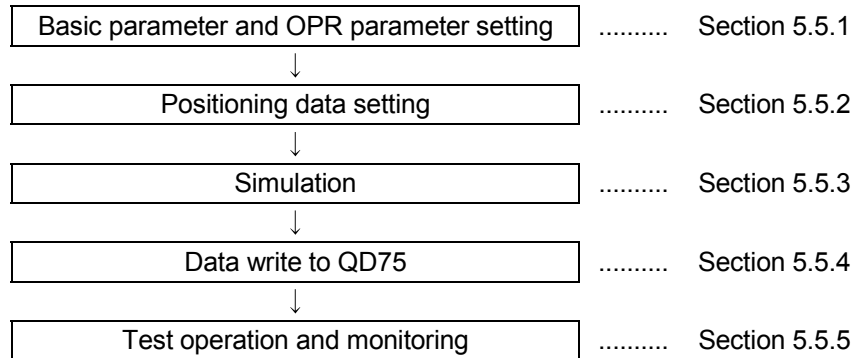 Basic parameter and OPR parameter setting .......... Section 5.5.1
↓
Positioning data setting .......... Section 5.5.2
↓
Simulation .......... Section 5.5.3
↓
Data write to QD75 .......... Section 5.5.4
↓
Test operation and monitoring .......... Section 5.5.5